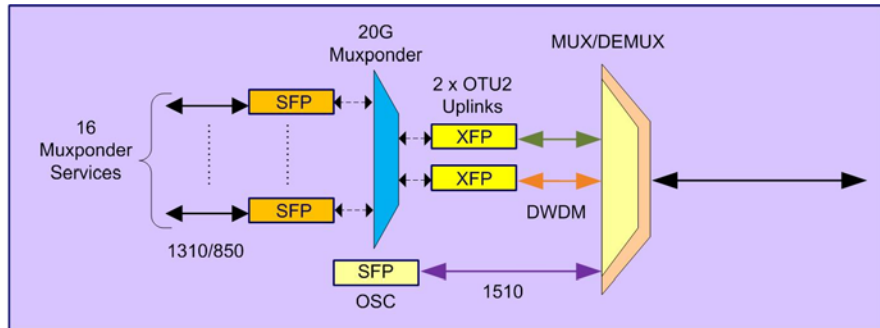 20G
Muxponder
MUX/DEMUX
SFP
2 x OTU2
Uplinks
16
Muxponder
Services
XFP
XFP
SFP
DWDM
1310/850
SFP
1510
OSC